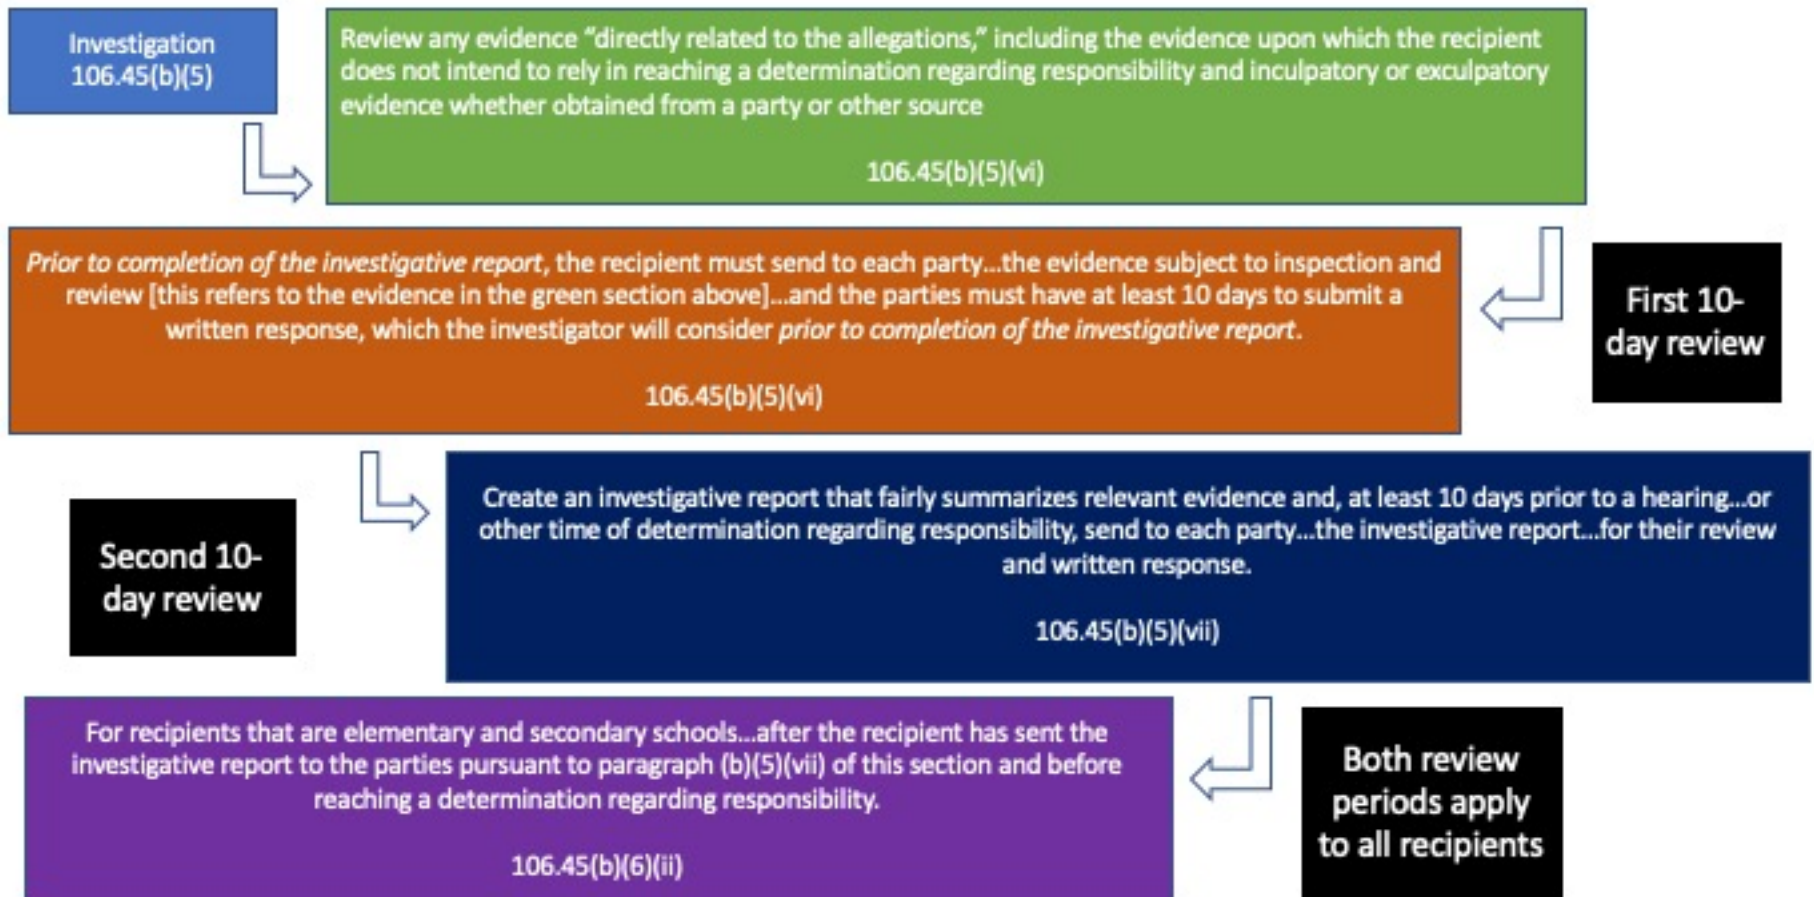 Investigation
106.45(b)(5)
Review any evidence “directly related to the allegations,” including the evidence upon which the recipient
does not intend to rely in reaching a determination regarding responsibility and inculpatory or exculpatory
evidence whether obtained from a party or other source
106.45(b)(5)(vi)
Prior to completion of the investigative report, the recipient must send to each party...the evidence subject to inspection and
review [this refers to the evidence in the green section above]...and the parties must have at least 10 days to submit a
written response, which the investigator will consider prior to completion of the investigative report.
106.45(b)(5)(vi)
First 10-
day review
Second 10-
day review
Create an investigative report that fairly summarizes relevant evidence and, at least 10 days prior to a hearing...or
other time of determination regarding responsibility, send to each party...the investigative report...for their review
and written response.
106.45(b)(5)(vii)
For recipients that are elementary and secondary schools...after the recipient has sent the
investigative report to the parties pursuant to paragraph (b)(5)(vii) of this section and before
reaching a determination regarding responsibility.
106.45(b)(6)(ii)
Both review
periods apply
to all recipients